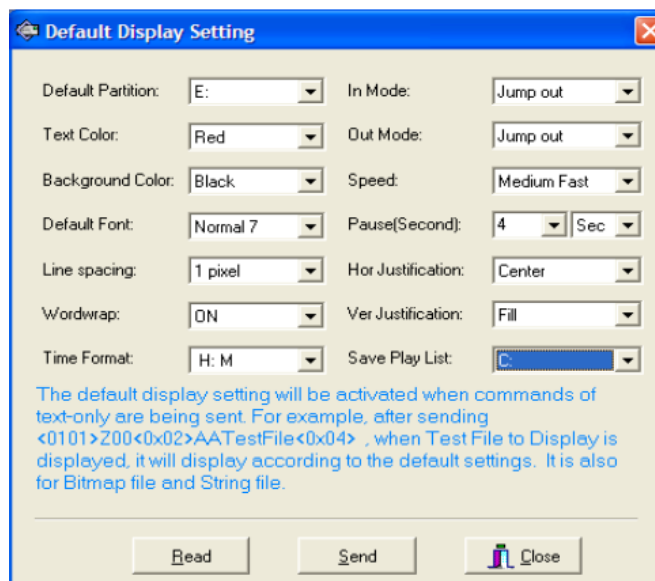 Default Display Setting
Default Partition: E: In Mode: Jump out
Text Color: Red Out Mode: Jump out
Background Color: Black Speed: Medium Fast
Default Font: Normal 7 Pause(Second): 4 Sec
Line spacing: 1 pixel Hor Justification: Center
Wordwrap: ON Ver Justification: Fill
Time Format: H: M Save Play List: C:
The default display setting will be activated when commands of
text-only are being sent. For example, after sending
<0101>Z00<0x02>AATestFile<0x04> , when Test File to Display is
displayed, it will display according to the default settings. It is also
for Bitmap file and String file.
Read Send Close